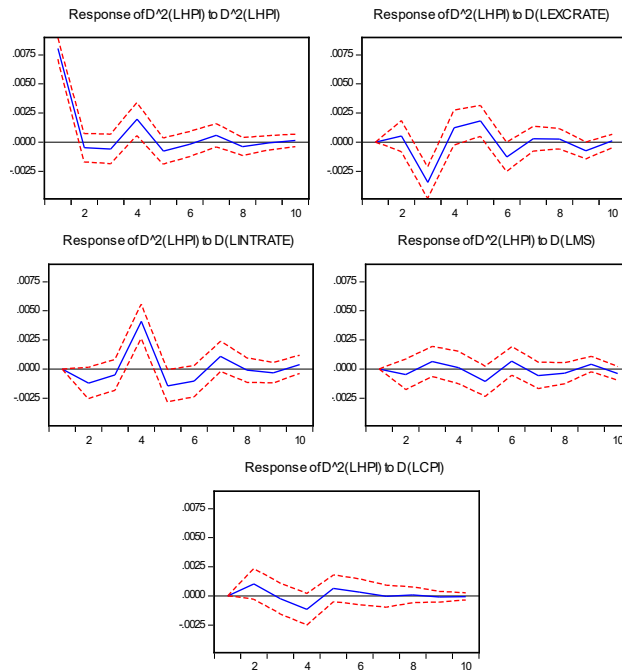 Response of D^2(LHPI) to D^2(LHPI)
.0075
.0050
.0025
.0000
-.0025
2 4 6 8 10
Response of D^2(LHPI) to D(LEXCRATE)
.0075
.0050
.0025
.0000
-.0025
2 4 6 8 10
Response of D^2(LHPI) to D(LINTRATE)
.0075
.0050
.0025
.0000
-.0025
2 4 6 8 10
Response of D^2(LHPI) to D(LMS)
.0075
.0050
.0025
.0000
-.0025
2 4 6 8 10
Response of D^2(LHPI) to D(LCPI)
.0075
.0050
.0025
.0000
-.0025
2 4 6 8 10